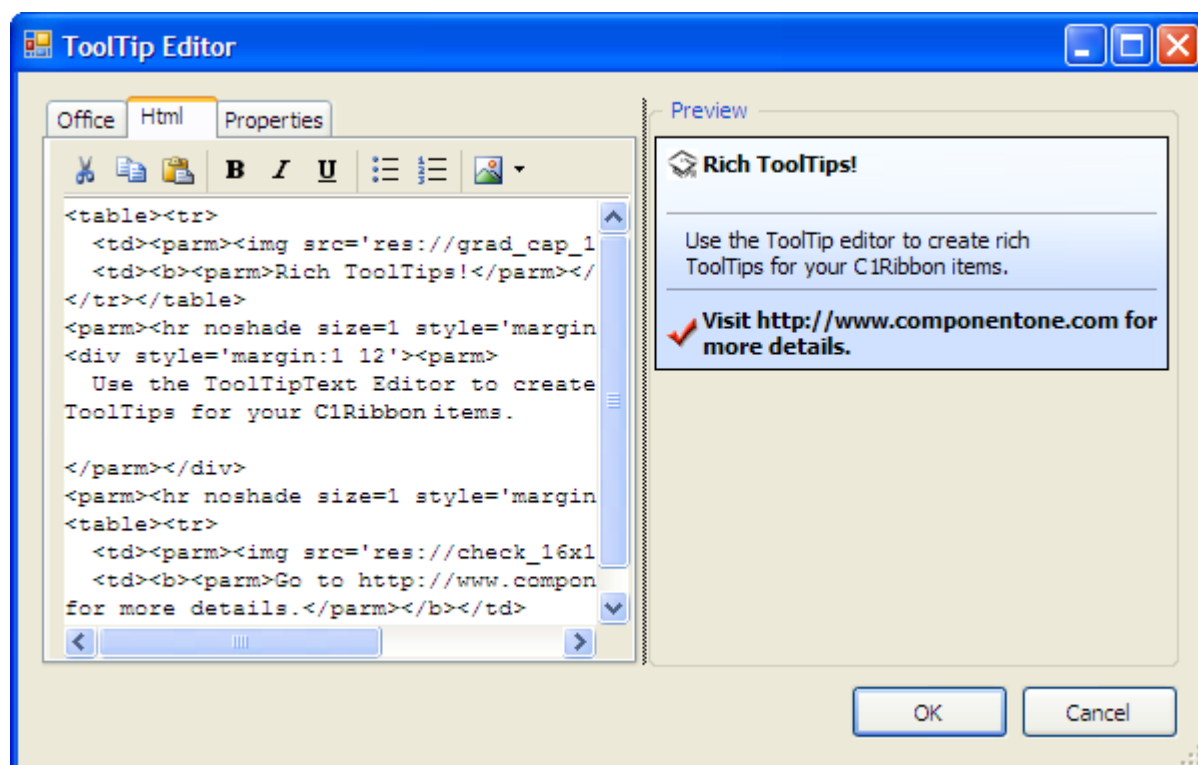 ToolTip Editor
Office Html Properties
B I U
<table><tr>
<td><parm><img src='res://grad_cap_1
<td><b><parm>Rich ToolTips!</parm></
</tr></table>
<parm><hr noshade size=1 style='margin
<div style='margin:1 12'><parm>
Use the ToolTipText Editor to create
ToolTips for your C1Ribbon items.
</parm></div>
<parm><hr noshade size=1 style='margin
<table><tr>
<td><parm><img src='res://check_16x1
<td><b><parm>Go to http://www.compon
for more details.</parm></b></td>
Preview
Rich ToolTips!
Use the ToolTip editor to create rich
ToolTips for your C1Ribbon items.
Visit http://www.componentone.com for
more details.
OK Cancel